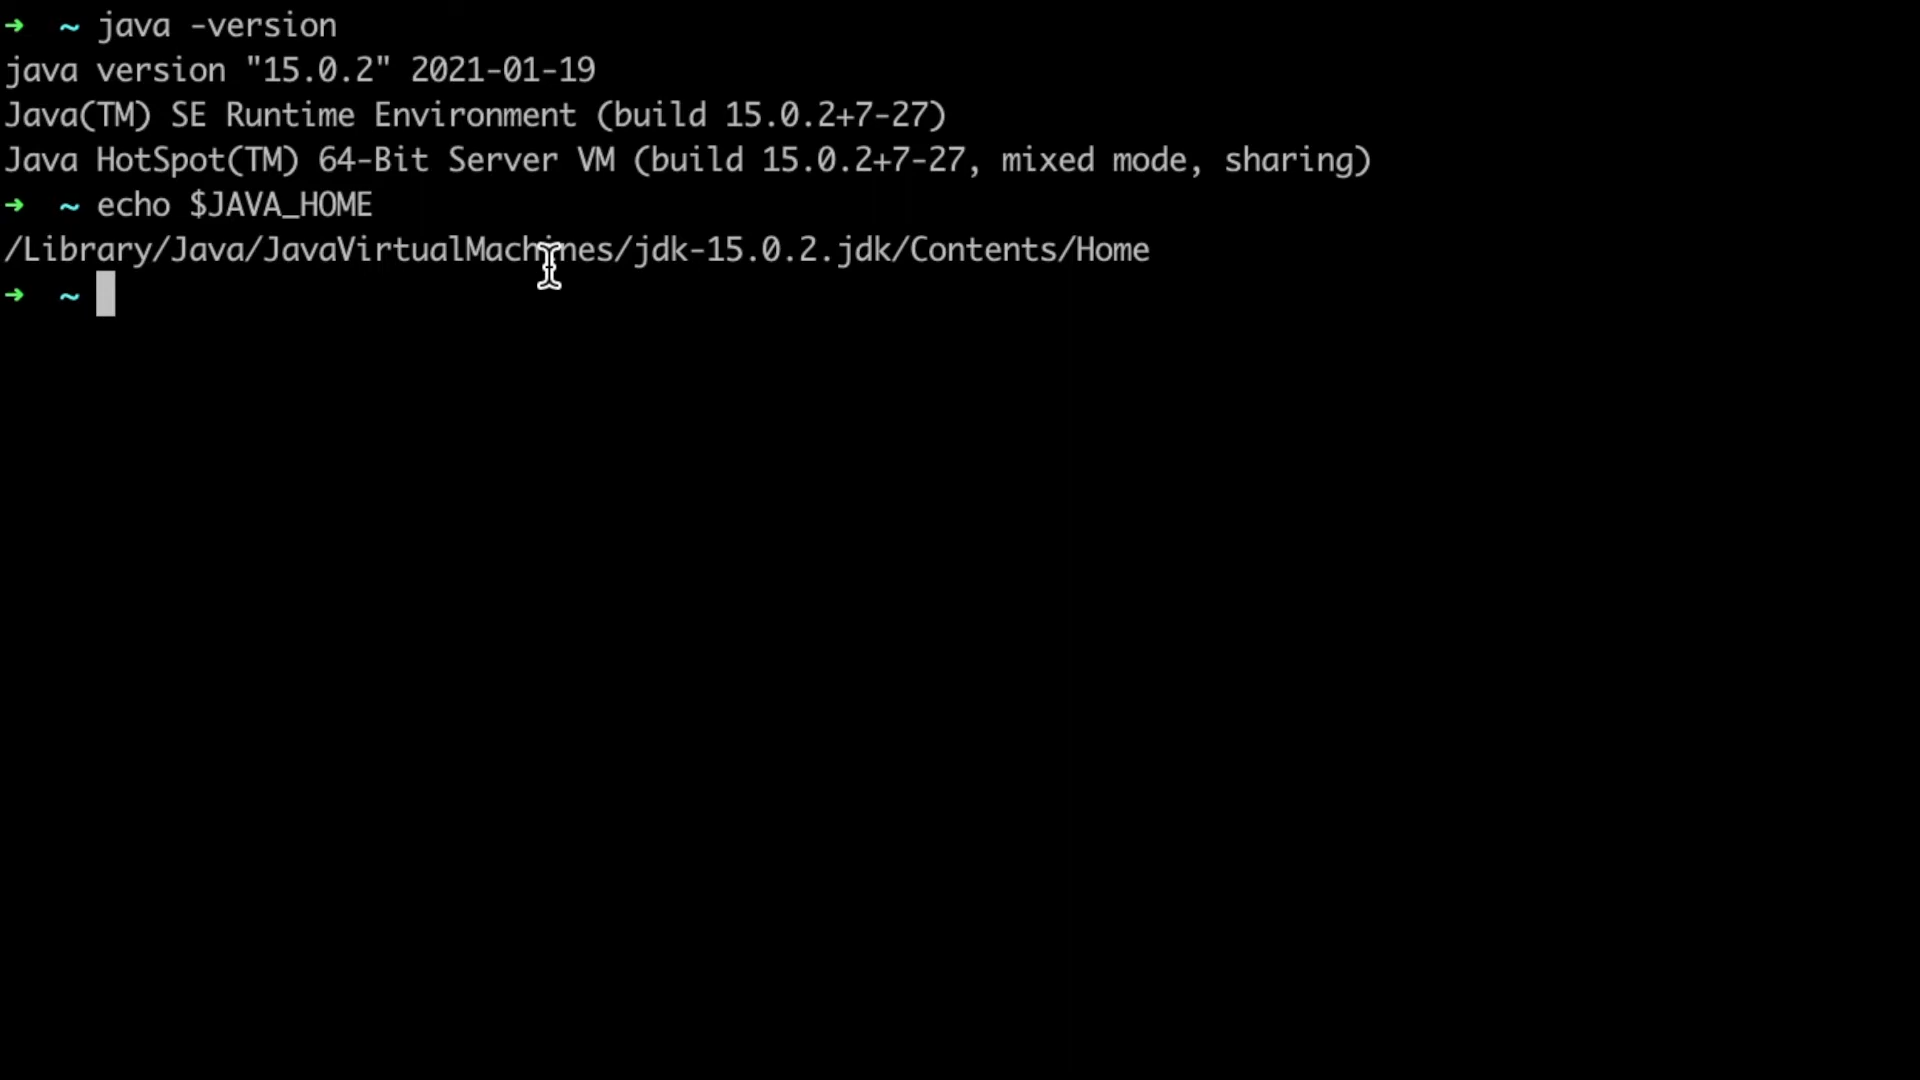 ➜ ~ java -version
java version "15.0.2" 2021-01-19
Java(TM) SE Runtime Environment (build 15.0.2+7-27)
Java HotSpot(TM) 64-Bit Server VM (build 15.0.2+7-27, mixed mode, sharing)
➜ ~ echo $JAVA_HOME
/Library/Java/JavaVirtualMachines/jdk-15.0.2.jdk/Contents/Home
➜ ~